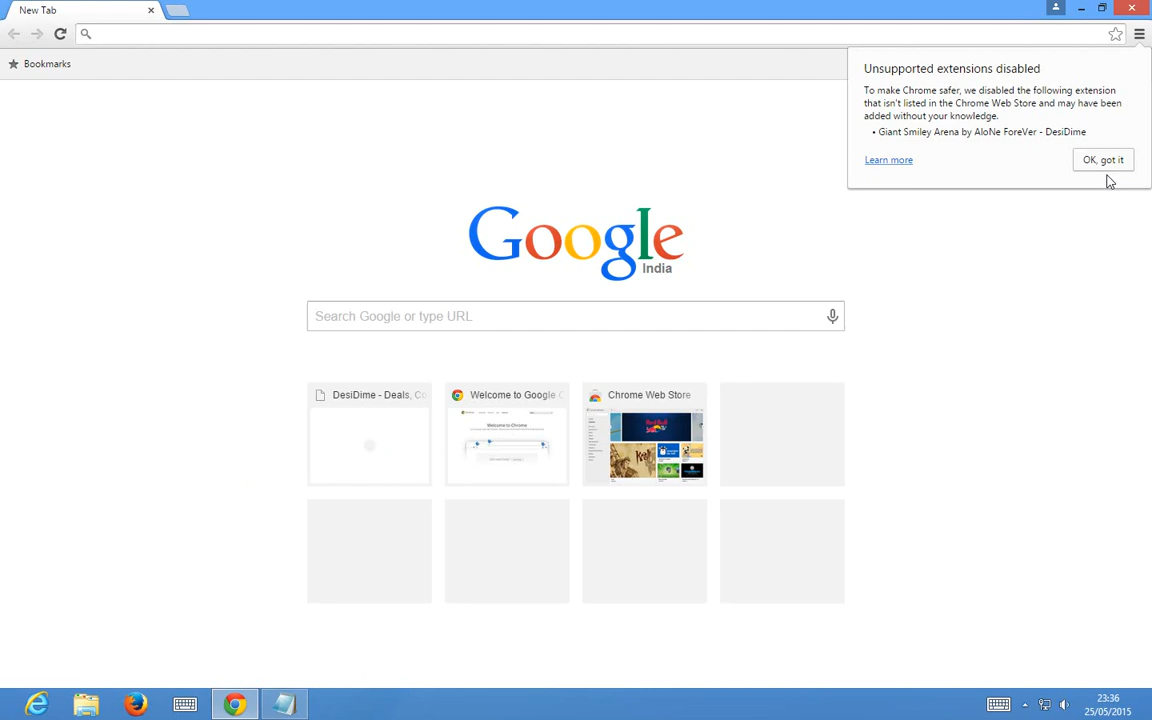 New Tab
Bookmarks
Unsupported extensions disabled
To make Chrome safer, we disabled the following extension
that isn't listed in the Chrome Web Store and may have been
added without your knowledge.
• Giant Smiley Arena by AloNe ForeVer - DesiDime
Learn more
OK, got it
Google
India
Search Google or type URL
DesiDime - Deals, Co
Welcome to Google C
Chrome Web Store
23:36
25/05/2015